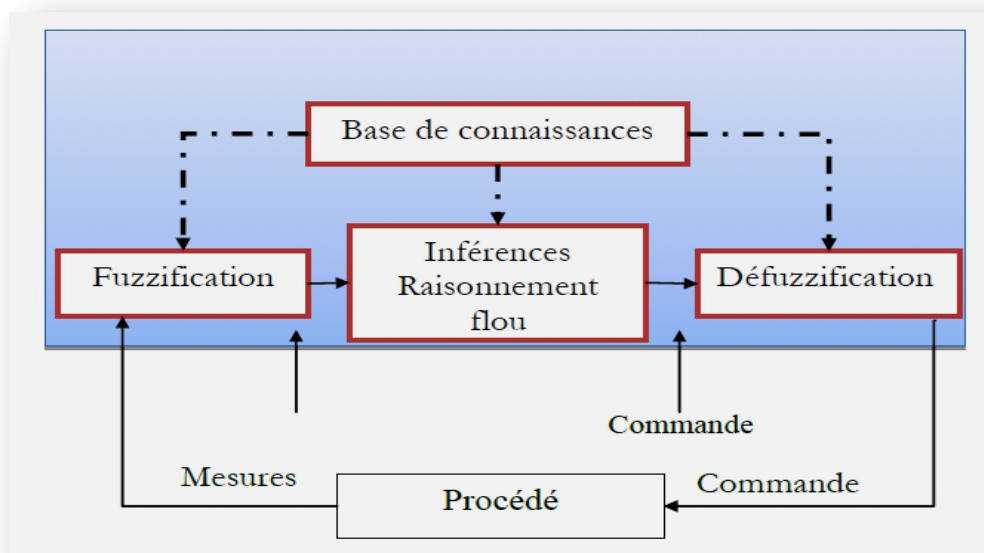 Base de connaissances
Fuzzification
Inférences
Raisonnement
flou
Défuzzification
Commande
Mesures
Procédé
Commande